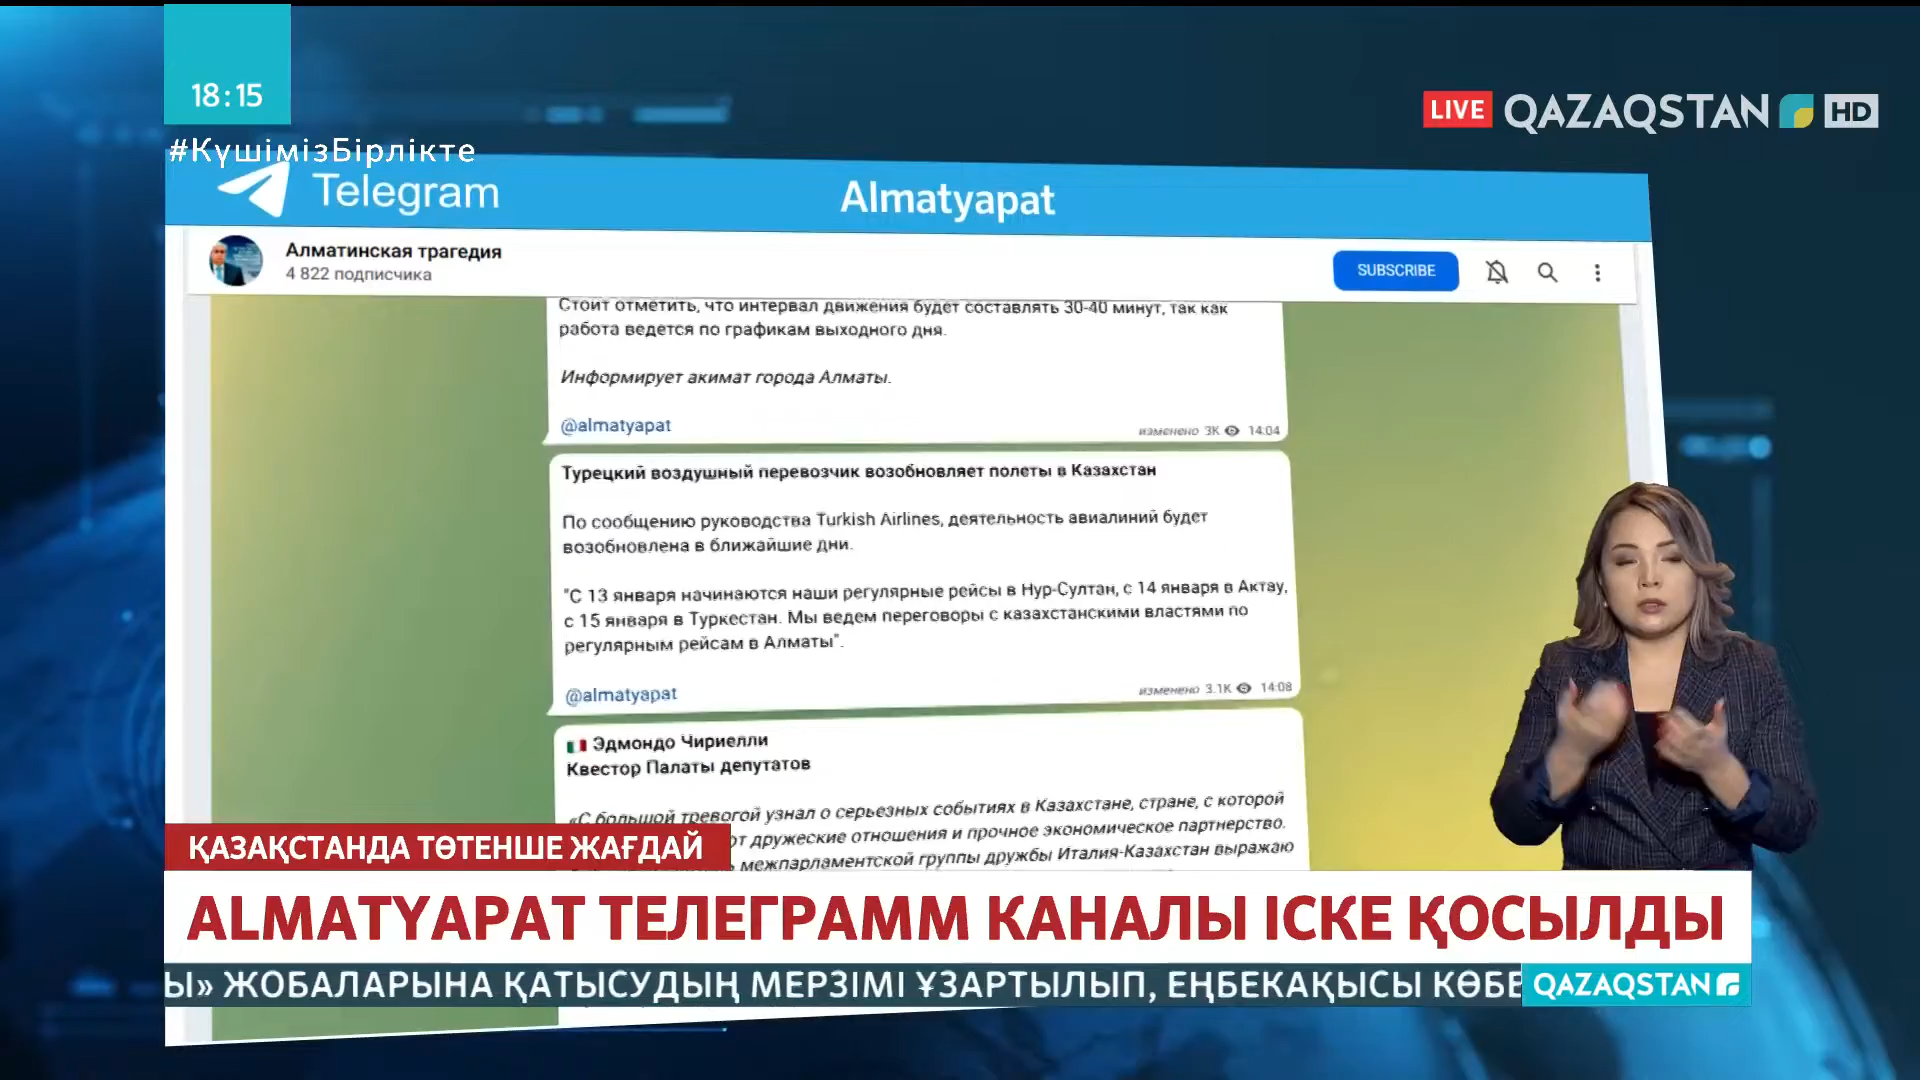 18:15
#КүшімізБірлікте
LIVE QAZAQSTAN HD
Telegram
Almatyapat
Алматинская трагедия
4 822 подписчика
SUBSCRIBE
Стоит отметить, что интервал движения будет составлять 30-40 минут, так как
работа ведется по графикам выходного дня.
Информирует акимат города Алматы.
@almatyapat
изменено 3K 14:04
Турецкий воздушный перевозчик возобновляет полеты в Казахстан
По сообщению руководства Turkish Airlines, деятельность авиалиний будет
возобновлена в ближайшие дни.
"С 13 января начинаются наши регулярные рейсы в Нур-Султан, с 14 января в Актау,
с 15 января в Туркестан. Мы ведем переговоры с казахстанскими властями по
регулярным рейсам в Алматы".
@almatyapat
изменено 3.1K 14:08
Эдмондо Чириелли
Квестор Палаты депутатов
«С большой тревогой узнал о серьезных событиях в Казахстане, стране, с которой
от дружеские отношения и прочное экономическое партнерство.
межпарламентской группы дружбы Италия-Казахстан выражаю
ҚАЗАҚСТАНДА ТӨТЕНШЕ ЖАҒДАЙ
ALMATYAPAT ТЕЛЕГРАММ КАНАЛЫ ІСКЕ ҚОСЫЛДЫ
Ы» ЖОБАЛАРЫНА ҚАТЫСУДЫҢ МЕРЗІМІ ҰЗАРТЫЛЫП, ЕҢБЕКАҚЫСЫ КӨБЕ
QAZAQSTAN